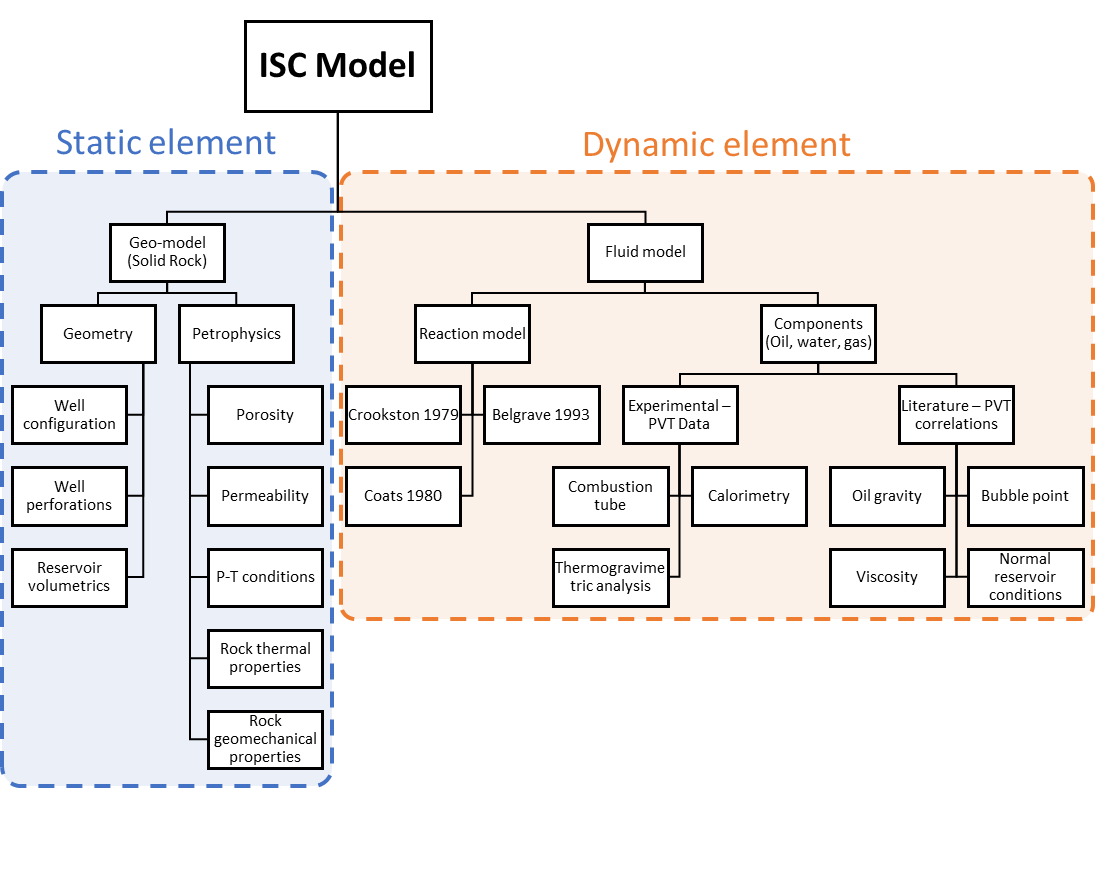 ISC Model
Static element
Dynamic element
Geo-model
(Solid Rock)
Fluid model
Geometry
Petrophysics
Reaction model
Components
(Oil, water, gas)
Well
configuration
Porosity
Crookston 1979
Belgrave 1993
Experimental –
PVT Data
Literature – PVT
correlations
Well
perforations
Permeability
Coats 1980
Combustion
tube
Calorimetry
Oil gravity
Bubble point
Reservoir
volumetrics
P-T conditions
Thermogravime
tric analysis
Viscosity
Normal
reservoir
conditions
Rock thermal
properties
Rock
geomechanical
properties